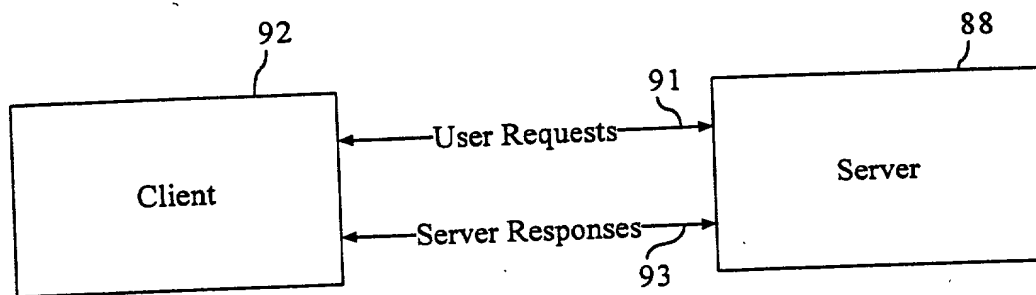 92
88
91
User Requests
Client
Server
Server Responses
93